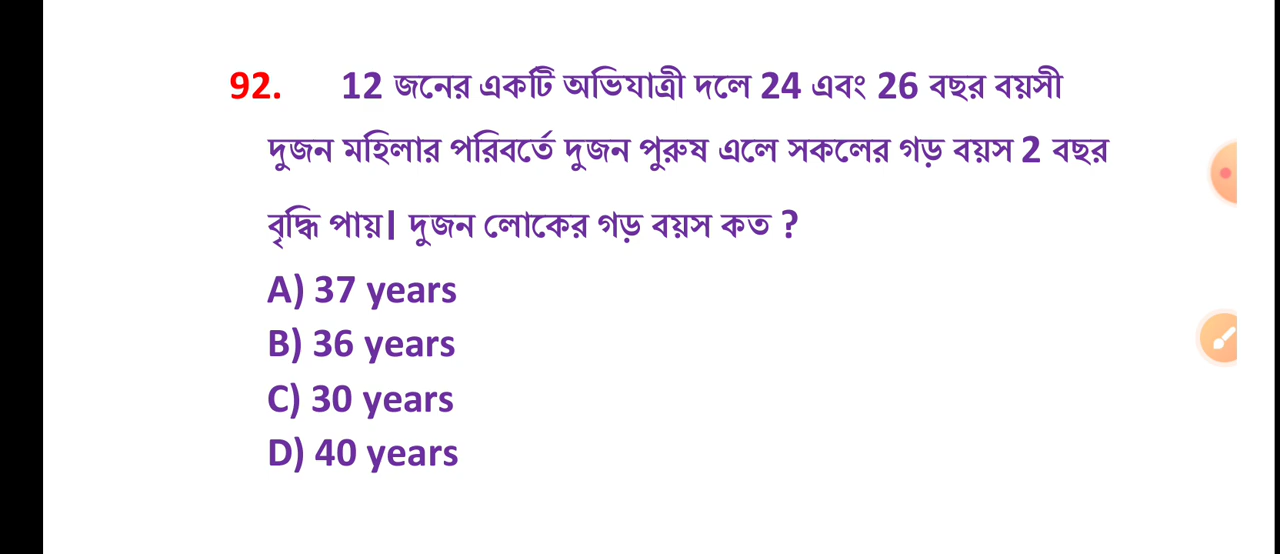 92. 12 জনের একটি অভিযাত্রী দলে 24 এবং 26 বছর বয়সী
দুজন মহিলার পরিবর্তে দুজন পুরুষ এলে সকলের গড় বয়স 2 বছর
বৃদ্ধি পায়| দুজন লোকের গড় বয়স কত ?
A) 37 years
B) 36 years
C) 30 years
D) 40 years